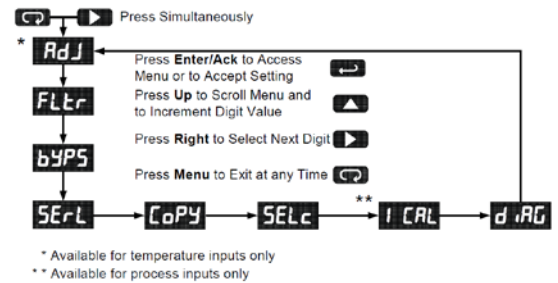 Press Simultaneously
* AdJ
Press Enter/Ack to Access
Menu or to Accept Setting
FLtr
Press Up to Scroll Menu and
to Increment Digit Value
Press Right to Select Next Digit
bYPS
Press Menu to Exit at any Time
**
SErL CoPY SELc I CAL diAG
* Available for temperature inputs only
** Available for process inputs only